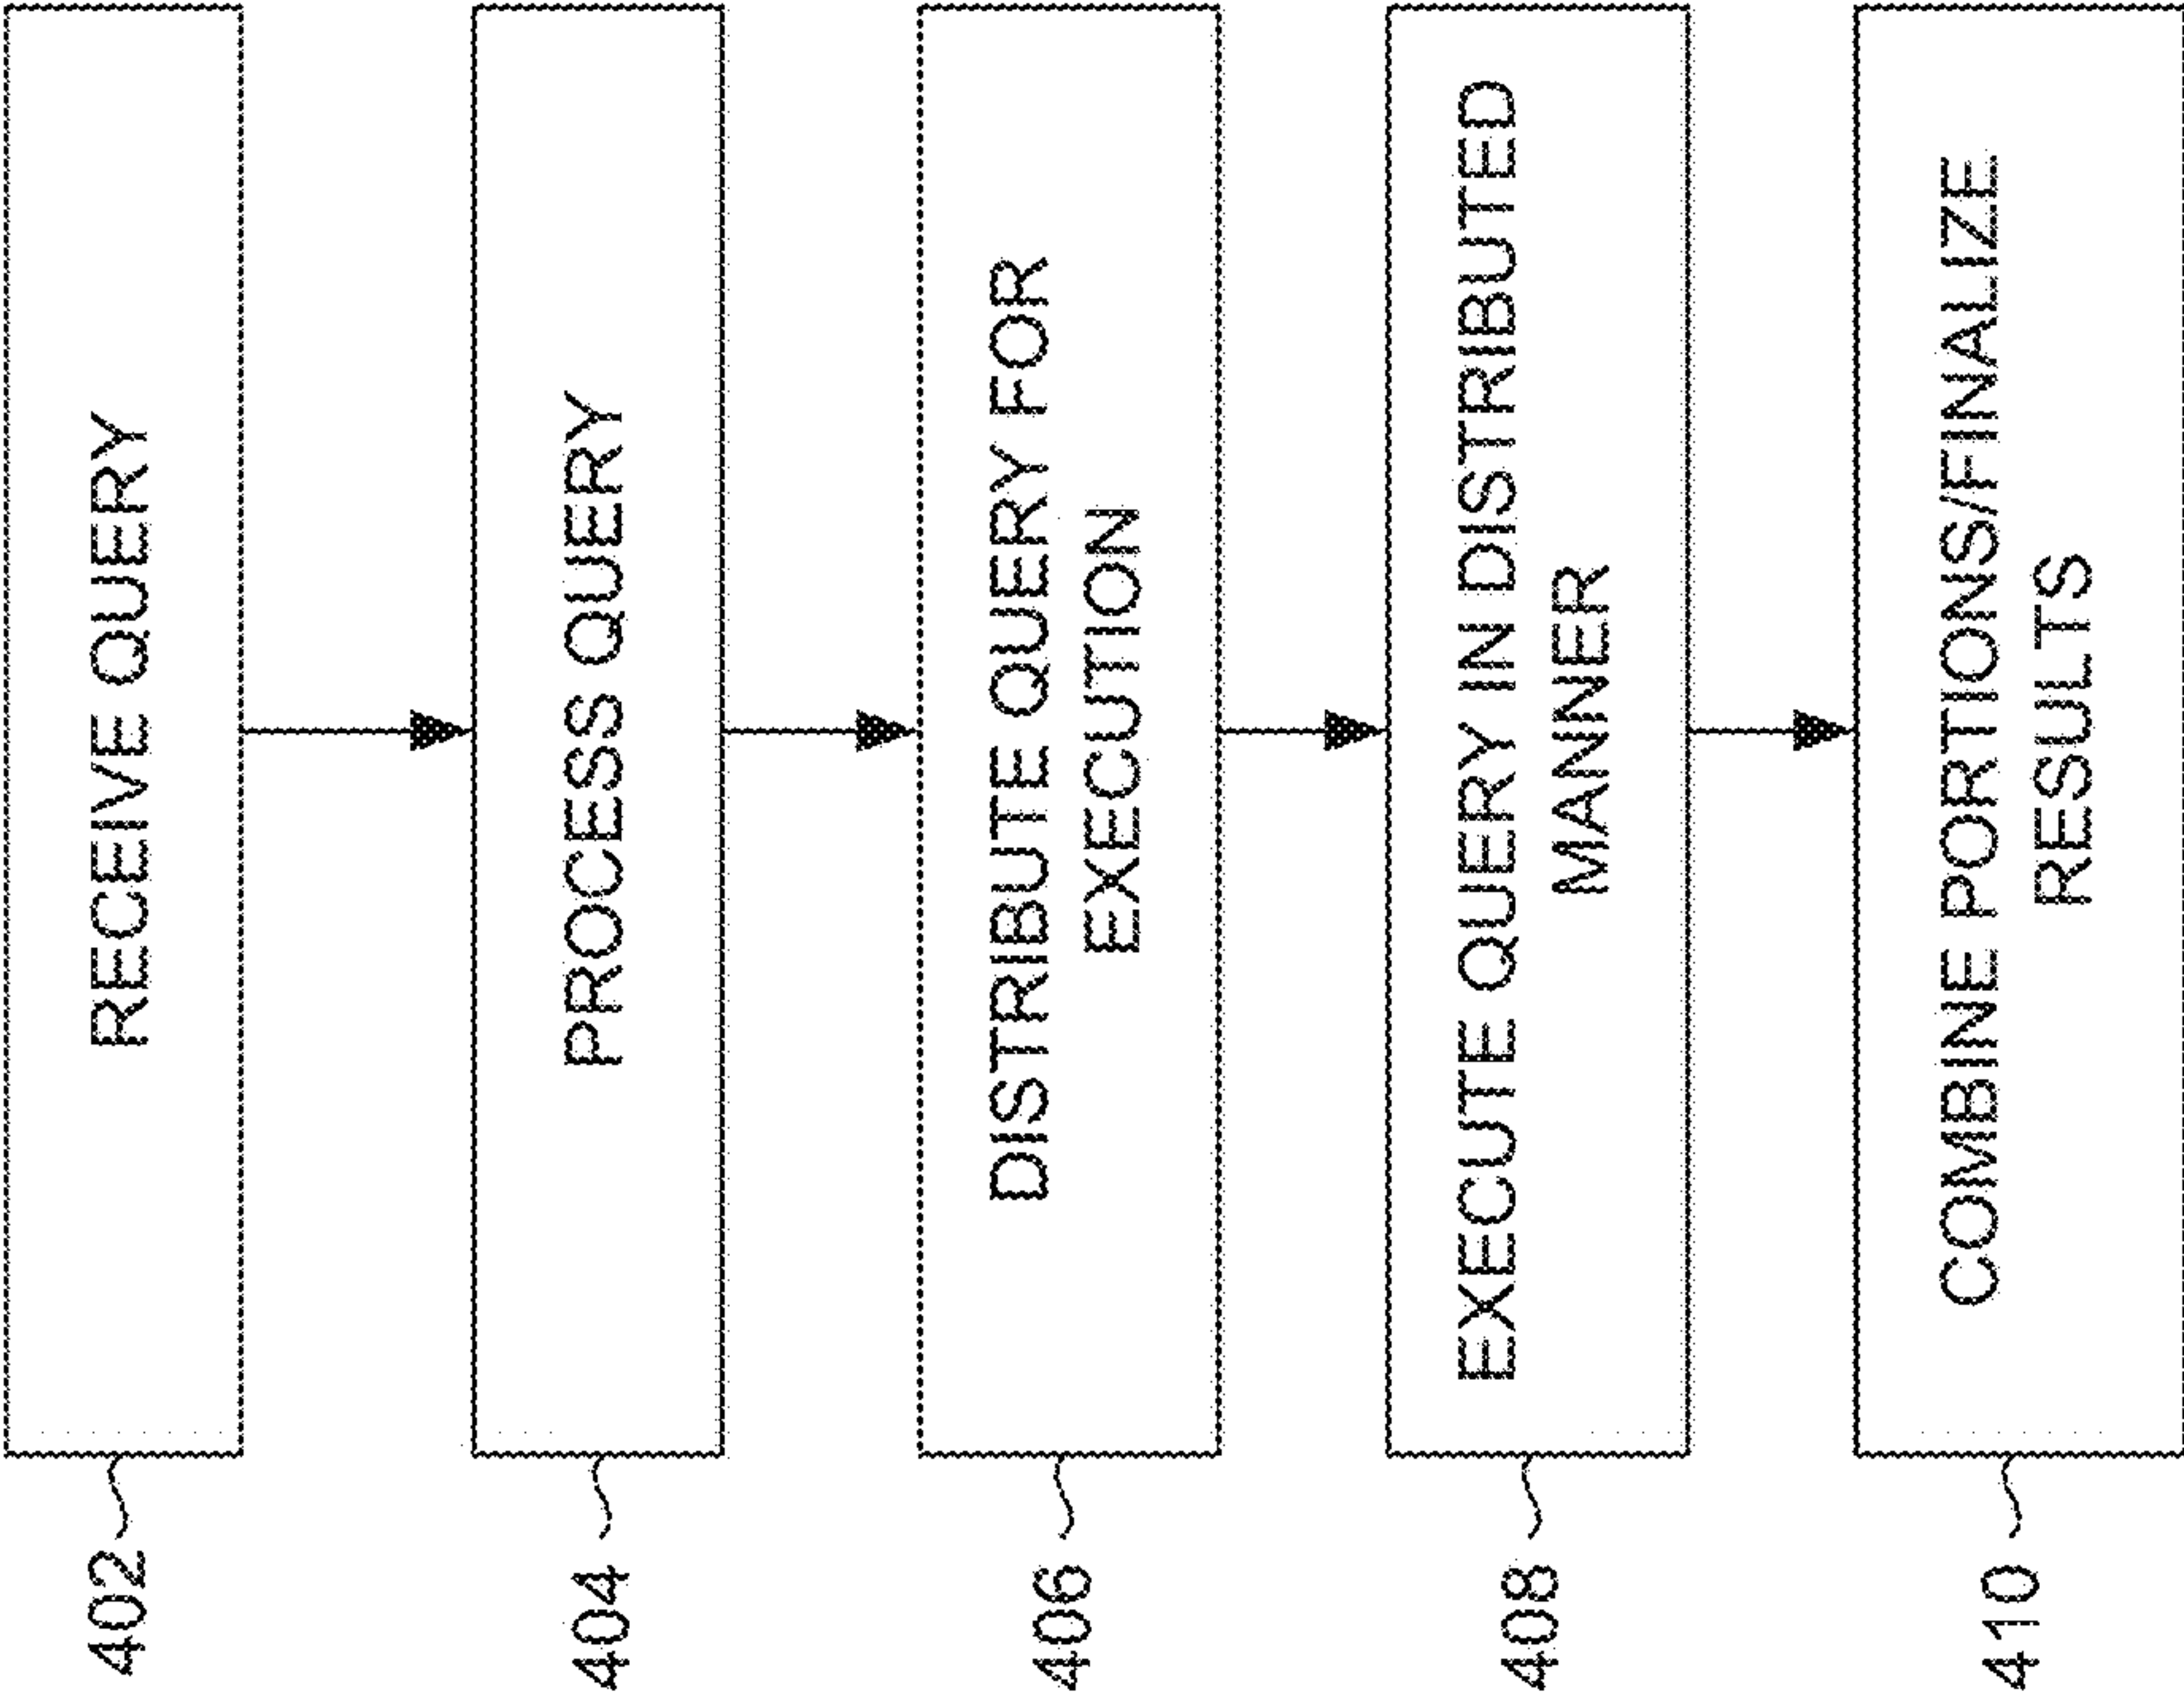 402
RECEIVE QUERY
404
PROCESS QUERY
406
DISTRIBUTE QUERY FOR
EXECUTION
408
EXECUTE QUERY IN DISTRIBUTED
MANNER
410
COMBINE PORTIONS/FINALIZE
RESULTS